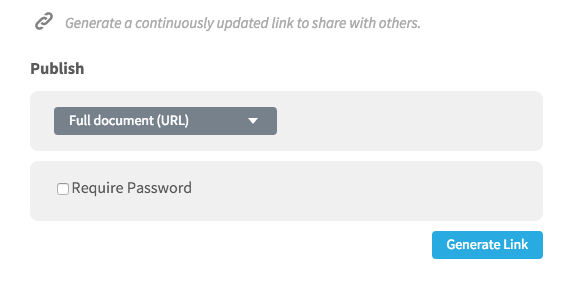 Generate a continuously updated link to share with others.
Publish
Full document (URL)
Require Password
Generate Link